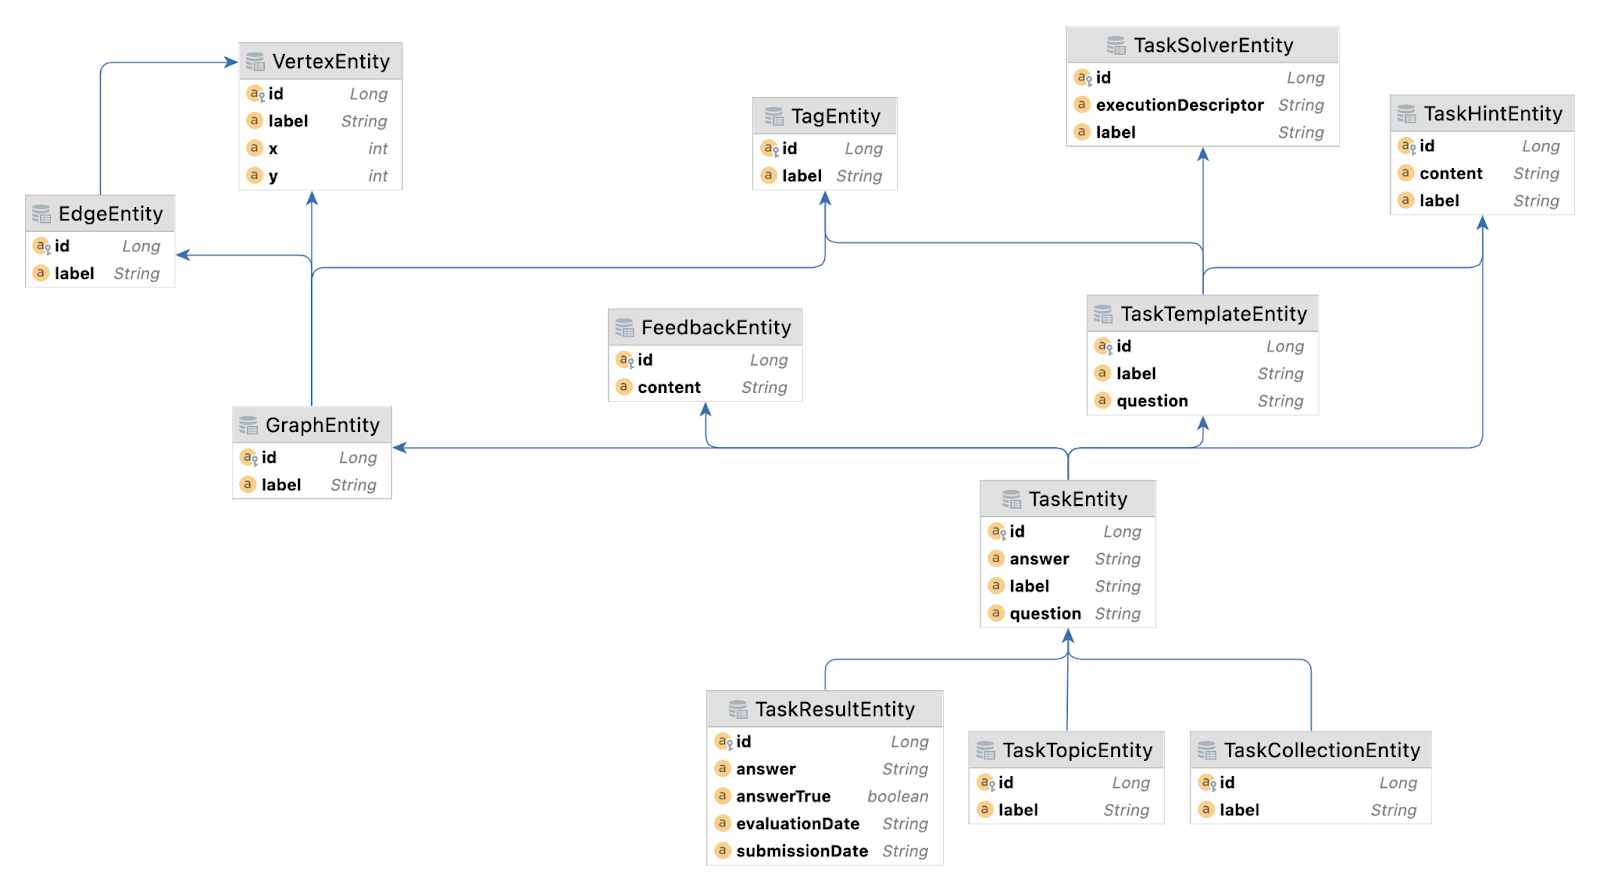 VertexEntity
id Long
label String
x int
y int
TaskSolverEntity
id Long
executionDescriptor String
label String
TagEntity
id Long
label String
TaskHintEntity
id Long
content String
label String
EdgeEntity
id Long
label String
FeedbackEntity
id Long
content String
TaskTemplateEntity
id Long
label String
question String
GraphEntity
id Long
label String
TaskEntity
id Long
answer String
label String
question String
TaskResultEntity
id Long
answer String
answerTrue boolean
evaluationDate String
submissionDate String
TaskTopicEntity
id Long
label String
TaskCollectionEntity
id Long
label String